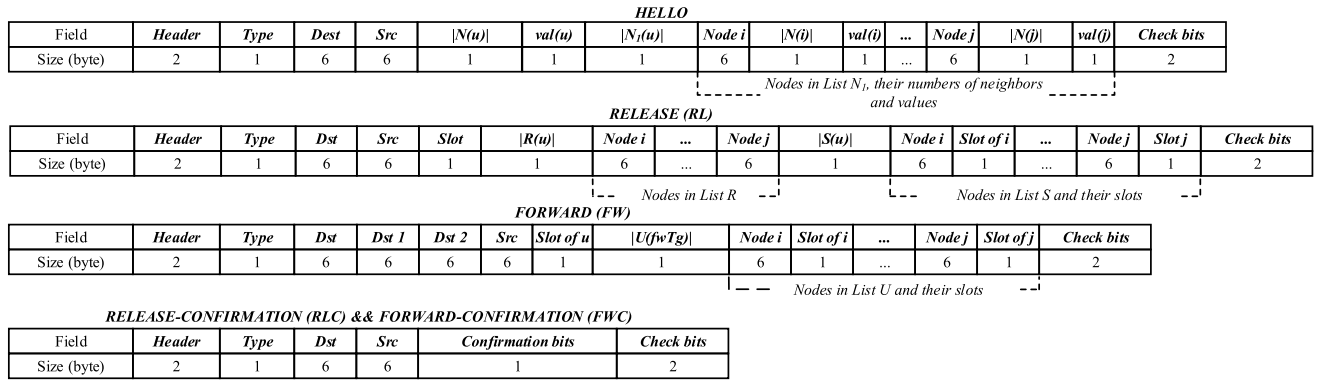 HELLO
Field Header Type Dest Src |N(u)| val(u) |N₁(u)| Node i |N(i)| val(i) ... Node j |N(j)| val(j) Check bits
Size (byte) 2 1 6 6 1 1 1 6 1 1 ... 6 1 1 2
Nodes in List N₁, their numbers of neighbors
and values
RELEASE (RL)
Field Header Type Dst Src Slot |R(u)| Node i ... Node j |S(u)| Node i Slot of i ... Node j Slot j Check bits
Size (byte) 2 1 6 6 1 1 6 ... 6 1 6 1 ... 6 1 2
Nodes in List R Nodes in List S and their slots
FORWARD (FW)
Field Header Type Dst Dst 1 Dst 2 Src Slot of u |U(fwTg)| Node i Slot of i ... Node j Slot of j Check bits
Size (byte) 2 1 6 6 6 6 1 1 6 1 ... 6 1 2
Nodes in List U and their slots
RELEASE-CONFIRMATION (RLC) && FORWARD-CONFIRMATION (FWC)
Field Header Type Dst Src Confirmation bits Check bits
Size (byte) 2 1 6 6 1 2